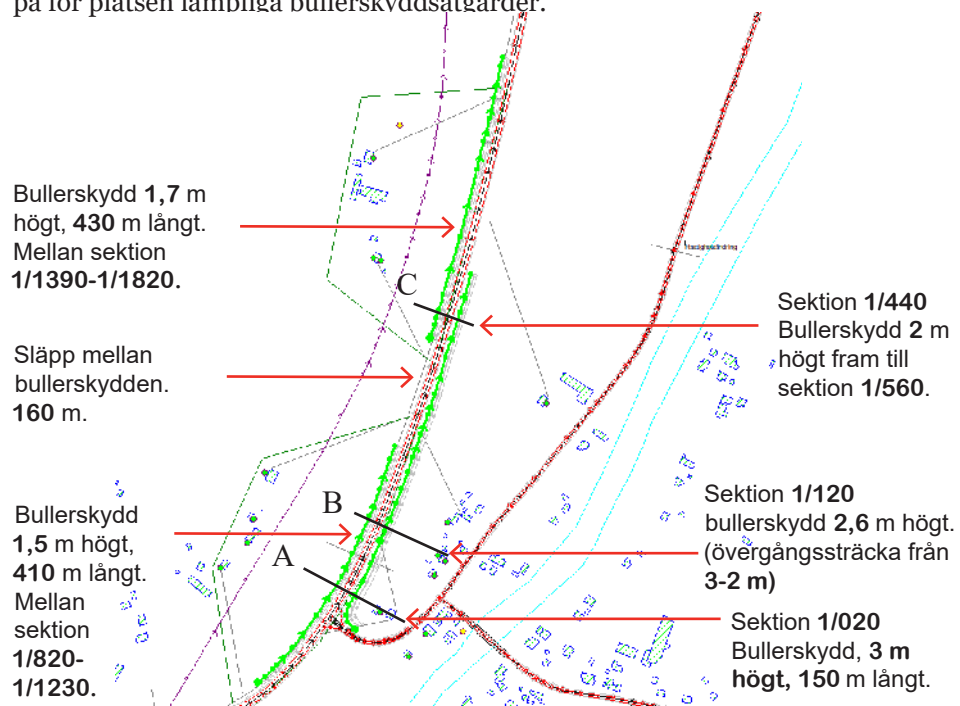 på för platsen lämpliga bullerskyddsåtgärder.
Bullerskydd 1,7 m
högt, 430 m långt.
Mellan sektion
1/1390-1/1820.
Släpp mellan
bullerskydden.
160 m.
Bullerskydd
1,5 m högt,
410 m långt.
Mellan
sektion
1/820-
1/1230.
C
B
A
Sektion 1/440
Bullerskydd 2 m
högt fram till
sektion 1/560.
Sektion 1/120
bullerskydd 2,6 m högt.
(övergångssträcka från
3-2 m)
Sektion 1/020
Bullerskydd, 3 m
högt, 150 m långt.